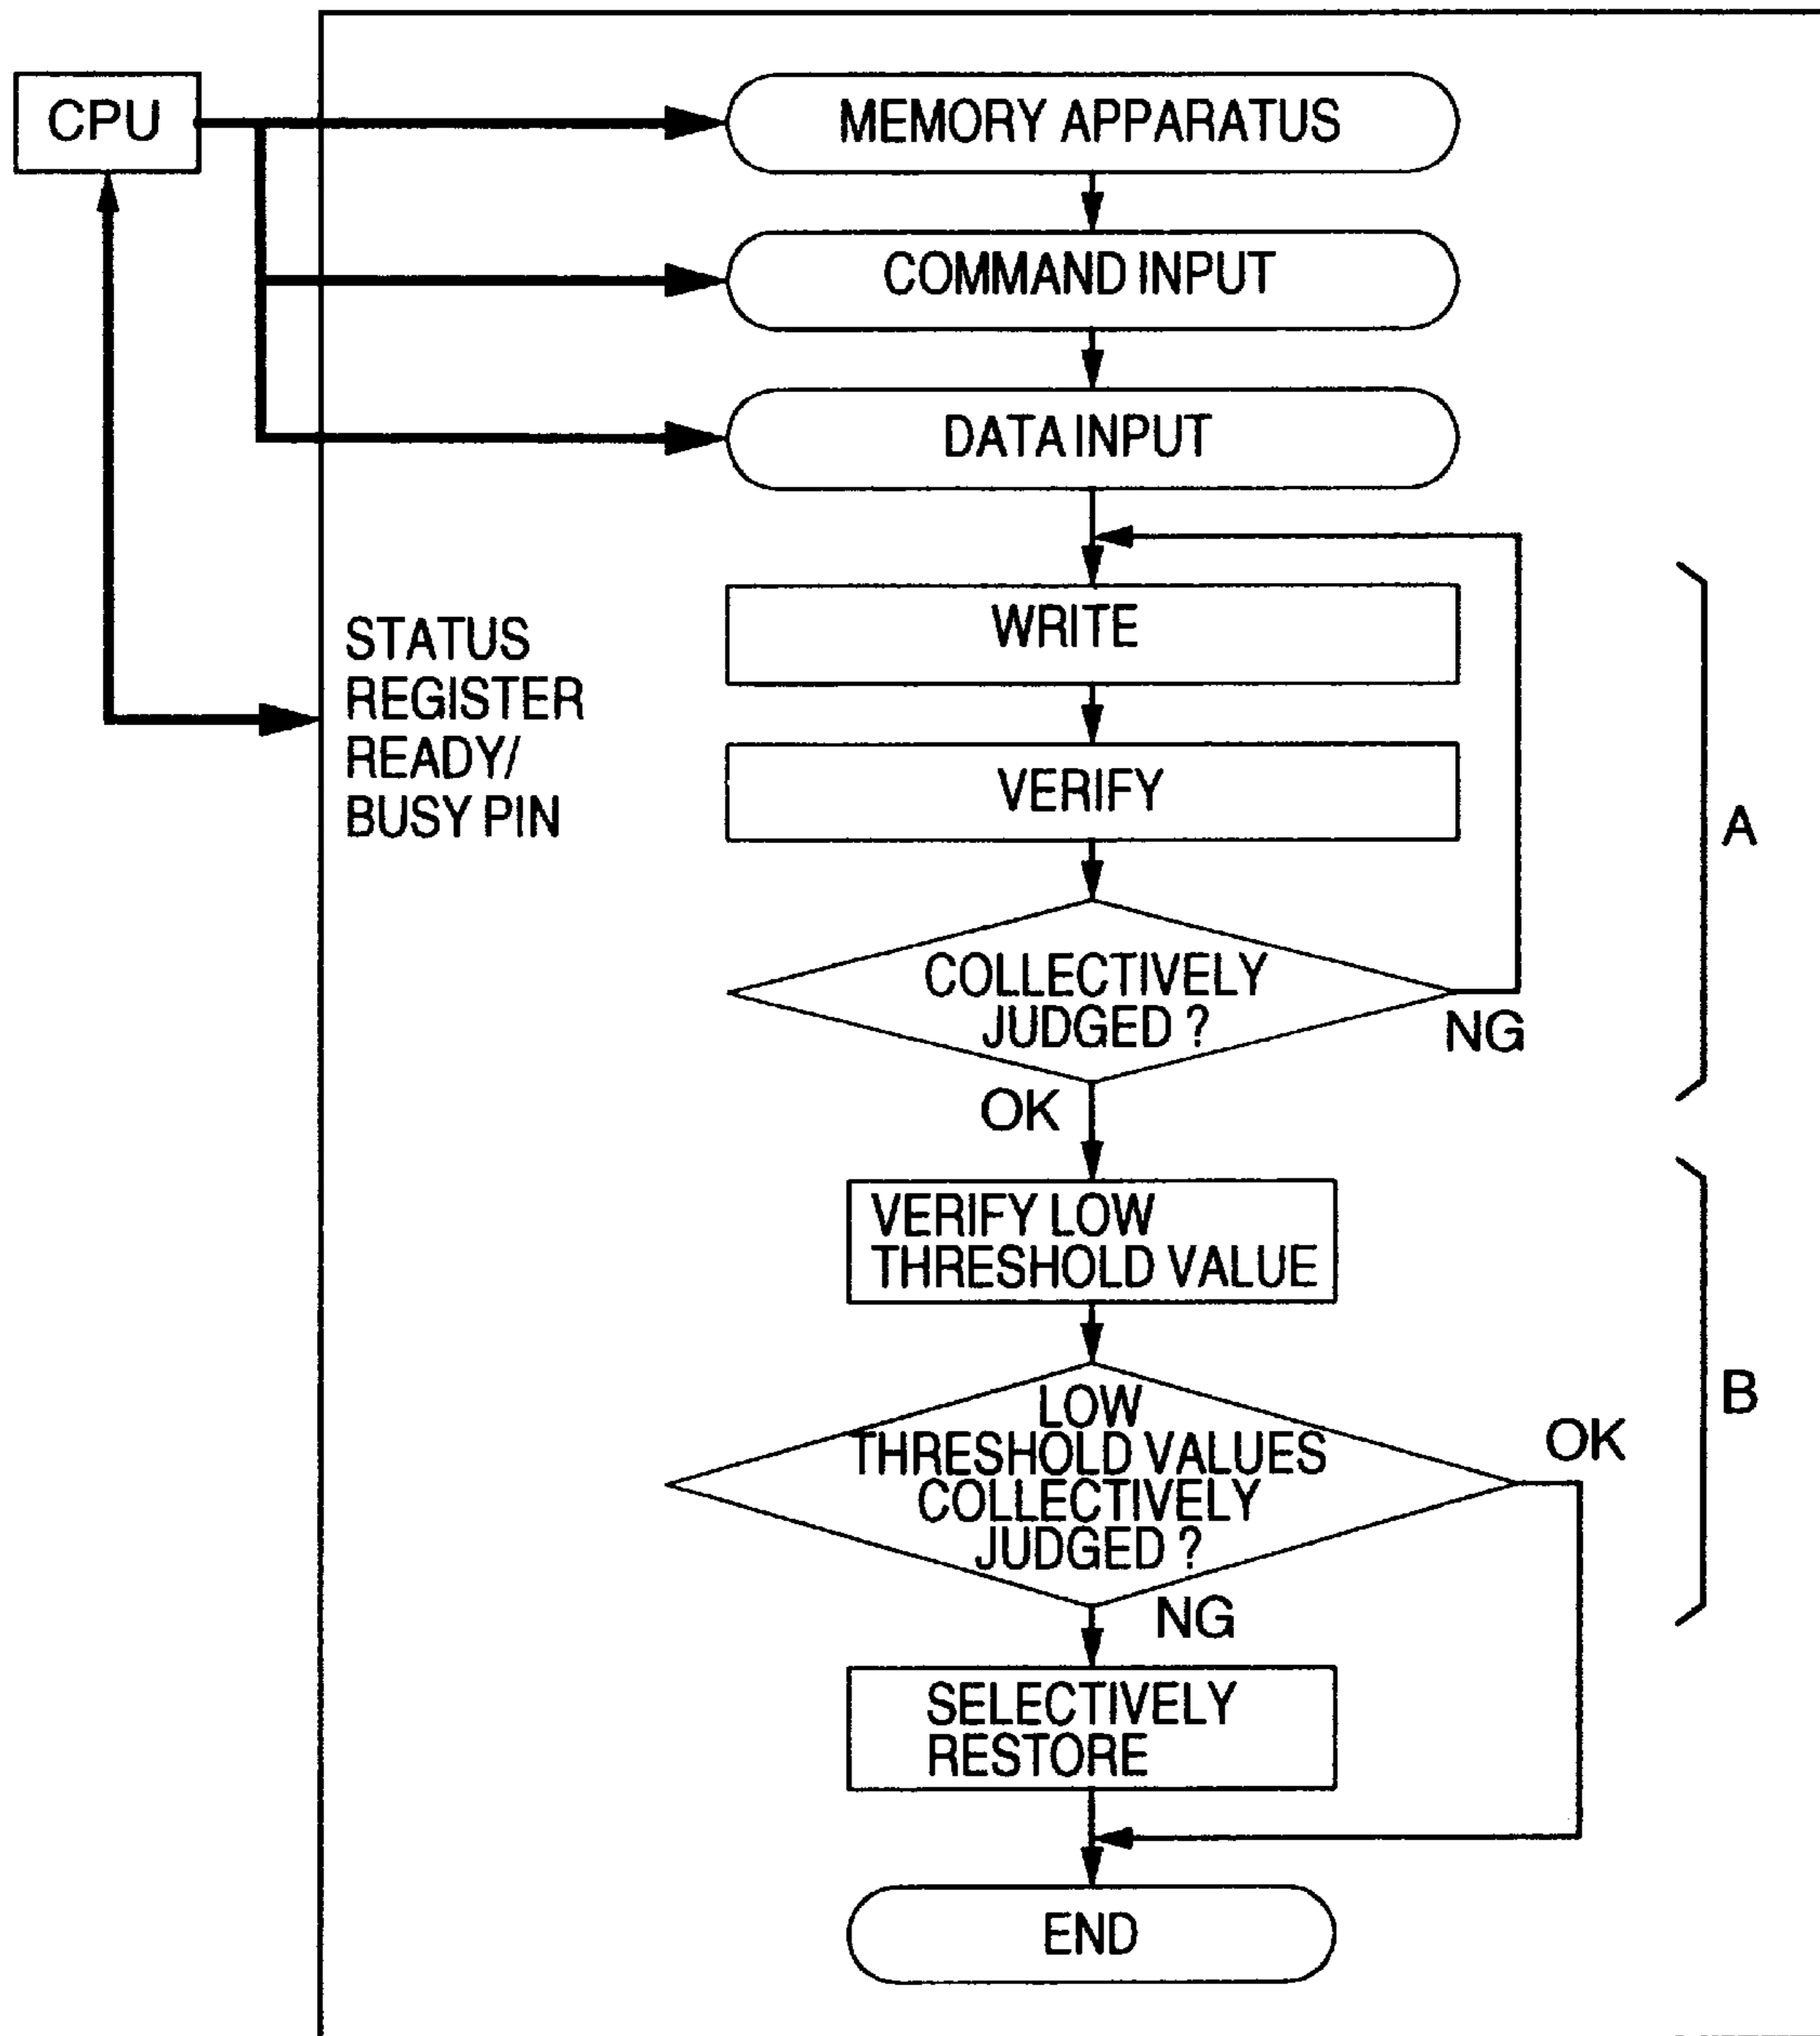 CPU
MEMORY APPARATUS
COMMAND INPUT
DATA INPUT
STATUS
REGISTER
READY/
BUSY PIN
WRITE
VERIFY
A
COLLECTIVELY
JUDGED ?
NG
OK
VERIFY LOW
THRESHOLD VALUE
B
LOW
THRESHOLD VALUES
COLLECTIVELY
JUDGED ?
OK
NG
SELECTIVELY
RESTORE
END